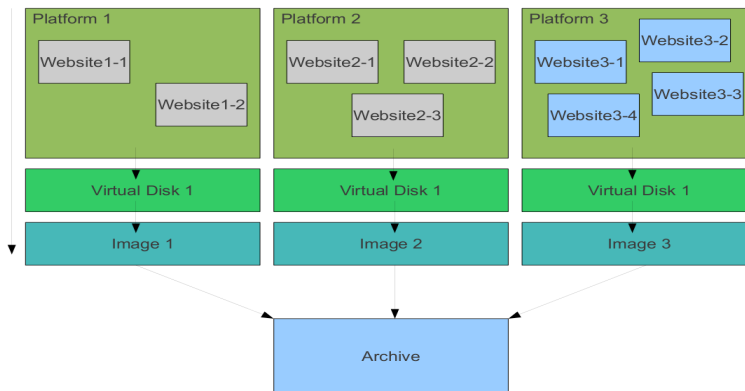 Platform 1
Website1-1
Website1-2
Platform 2
Website2-1
Website2-2
Website2-3
Platform 3
Website3-2
Website3-1
Website3-3
Website3-4
Virtual Disk 1
Virtual Disk 1
Virtual Disk 1
Image 1
Image 2
Image 3
Archive